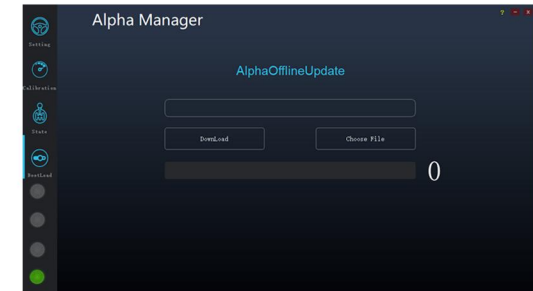 Alpha Manager
? - x
Setting
AlphaOfflineUpdate
Calibration
State
DownLoad
Choose File
BootLoad
0